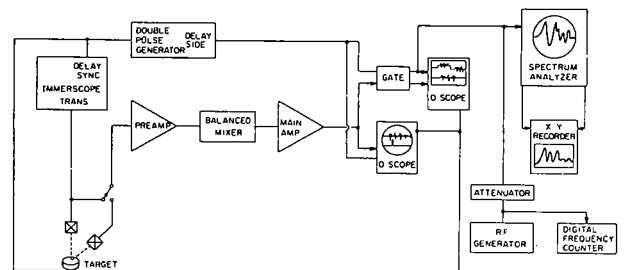 DOUBLE DELAY
PULSE SIDE
GENERATOR
DELAY
SYNC
IMMERSCOPE
TRANS
PREAMP
BALANCED
MIXER
MAIN
AMP
GATE
O SCOPE
O SCOPE
SPECTRUM
ANALYZER
X Y
RECORDER
ATTENUATOR
RF
GENERATOR
DIGITAL
FREQUENCY
COUNTER
TARGET